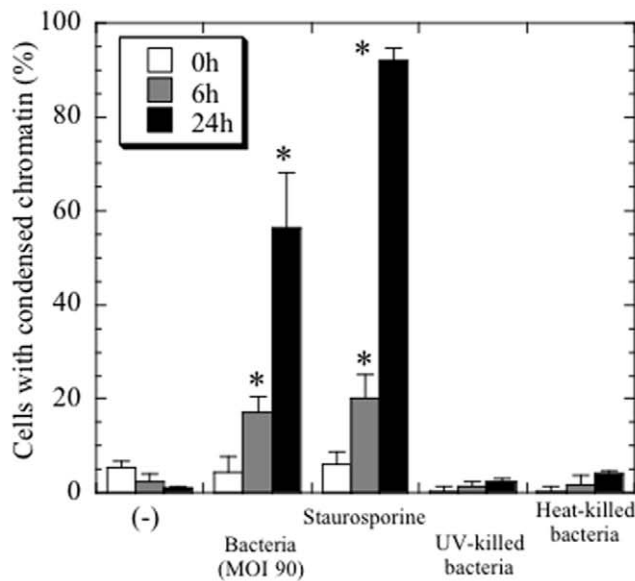 Cells with condensed chromatin (%)
100
80
60
40
20
0
0h
6h
24h
*
*
*
*
(-)
Bacteria
(MOI 90)
Staurosporine
UV-killed
bacteria
Heat-killed
bacteria